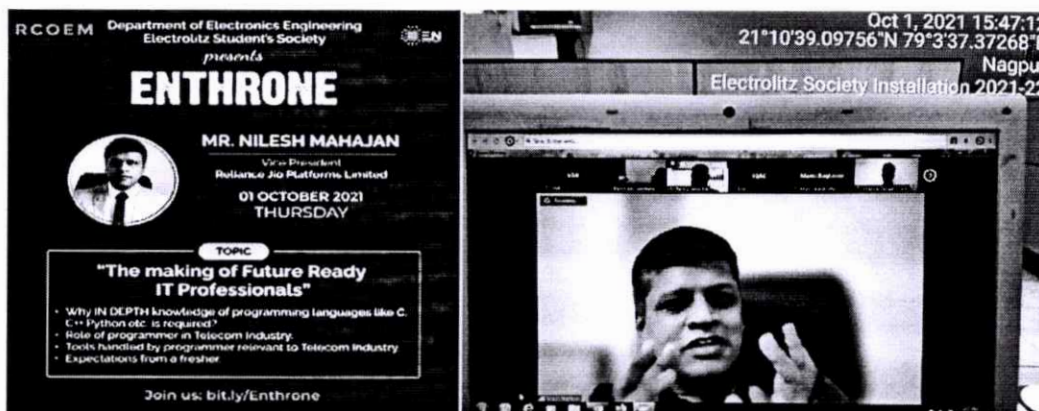 RCOEM
Department of Electronics Engineering
Electrolitz Student's Society
presents
ENTHRONE
MR. NILESH MAHAJAN
Vice President
Reliance Jio Platforms Limited
01 OCTOBER 2021
THURSDAY
TOPIC
"The making of Future Ready
IT Professionals"
• Why IN DEPTH knowledge of programming languages like C,
C++ Python etc. is required?
• Role of programmer in Telecom Industry.
• Tools handled by programmer relevant to Telecom Industry
• Expectations from a fresher
Join us: bit.ly/Enthrone
Oct 1, 2021 15:47:1
21°10'39.09756"N 79°3'37.37268"
Nagpu
Electrolitz Society Installation 2021-22